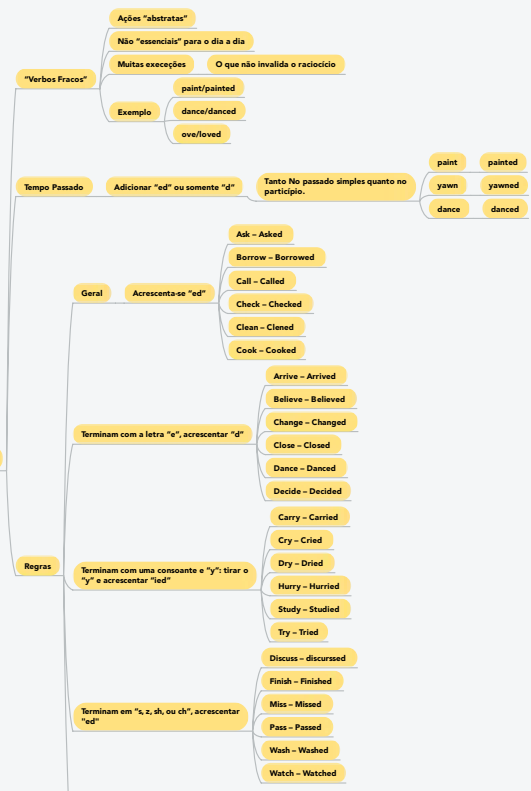 "Verbos Fracos"
Ações "abstratas"
Não "essenciais" para o dia a dia
Muitas execeções
O que não invalida o raciocício
Exemplo
paint/painted
dance/danced
ove/loved
Tempo Passado
Adicionar "ed" ou somente "d"
Tanto No passado simples quanto no
particípio.
paint
painted
yawn
yawned
dance
danced
Regras
Geral
Acrescenta-se "ed"
Ask – Asked
Borrow – Borrowed
Call – Called
Check – Checked
Clean – Clened
Cook – Cooked
Terminam com a letra "e", acrescentar "d"
Arrive – Arrived
Believe – Believed
Change – Changed
Close – Closed
Dance – Danced
Decide – Decided
Terminam com uma consoante e "y": tirar o
"y" e acrescentar "ied"
Carry – Carried
Cry – Cried
Dry – Dried
Hurry – Hurried
Study – Studied
Try – Tried
Terminam em "s, z, sh, ou ch", acrescentar
"ed"
Discuss – discurssed
Finish – Finished
Miss – Missed
Pass – Passed
Wash – Washed
Watch – Watched